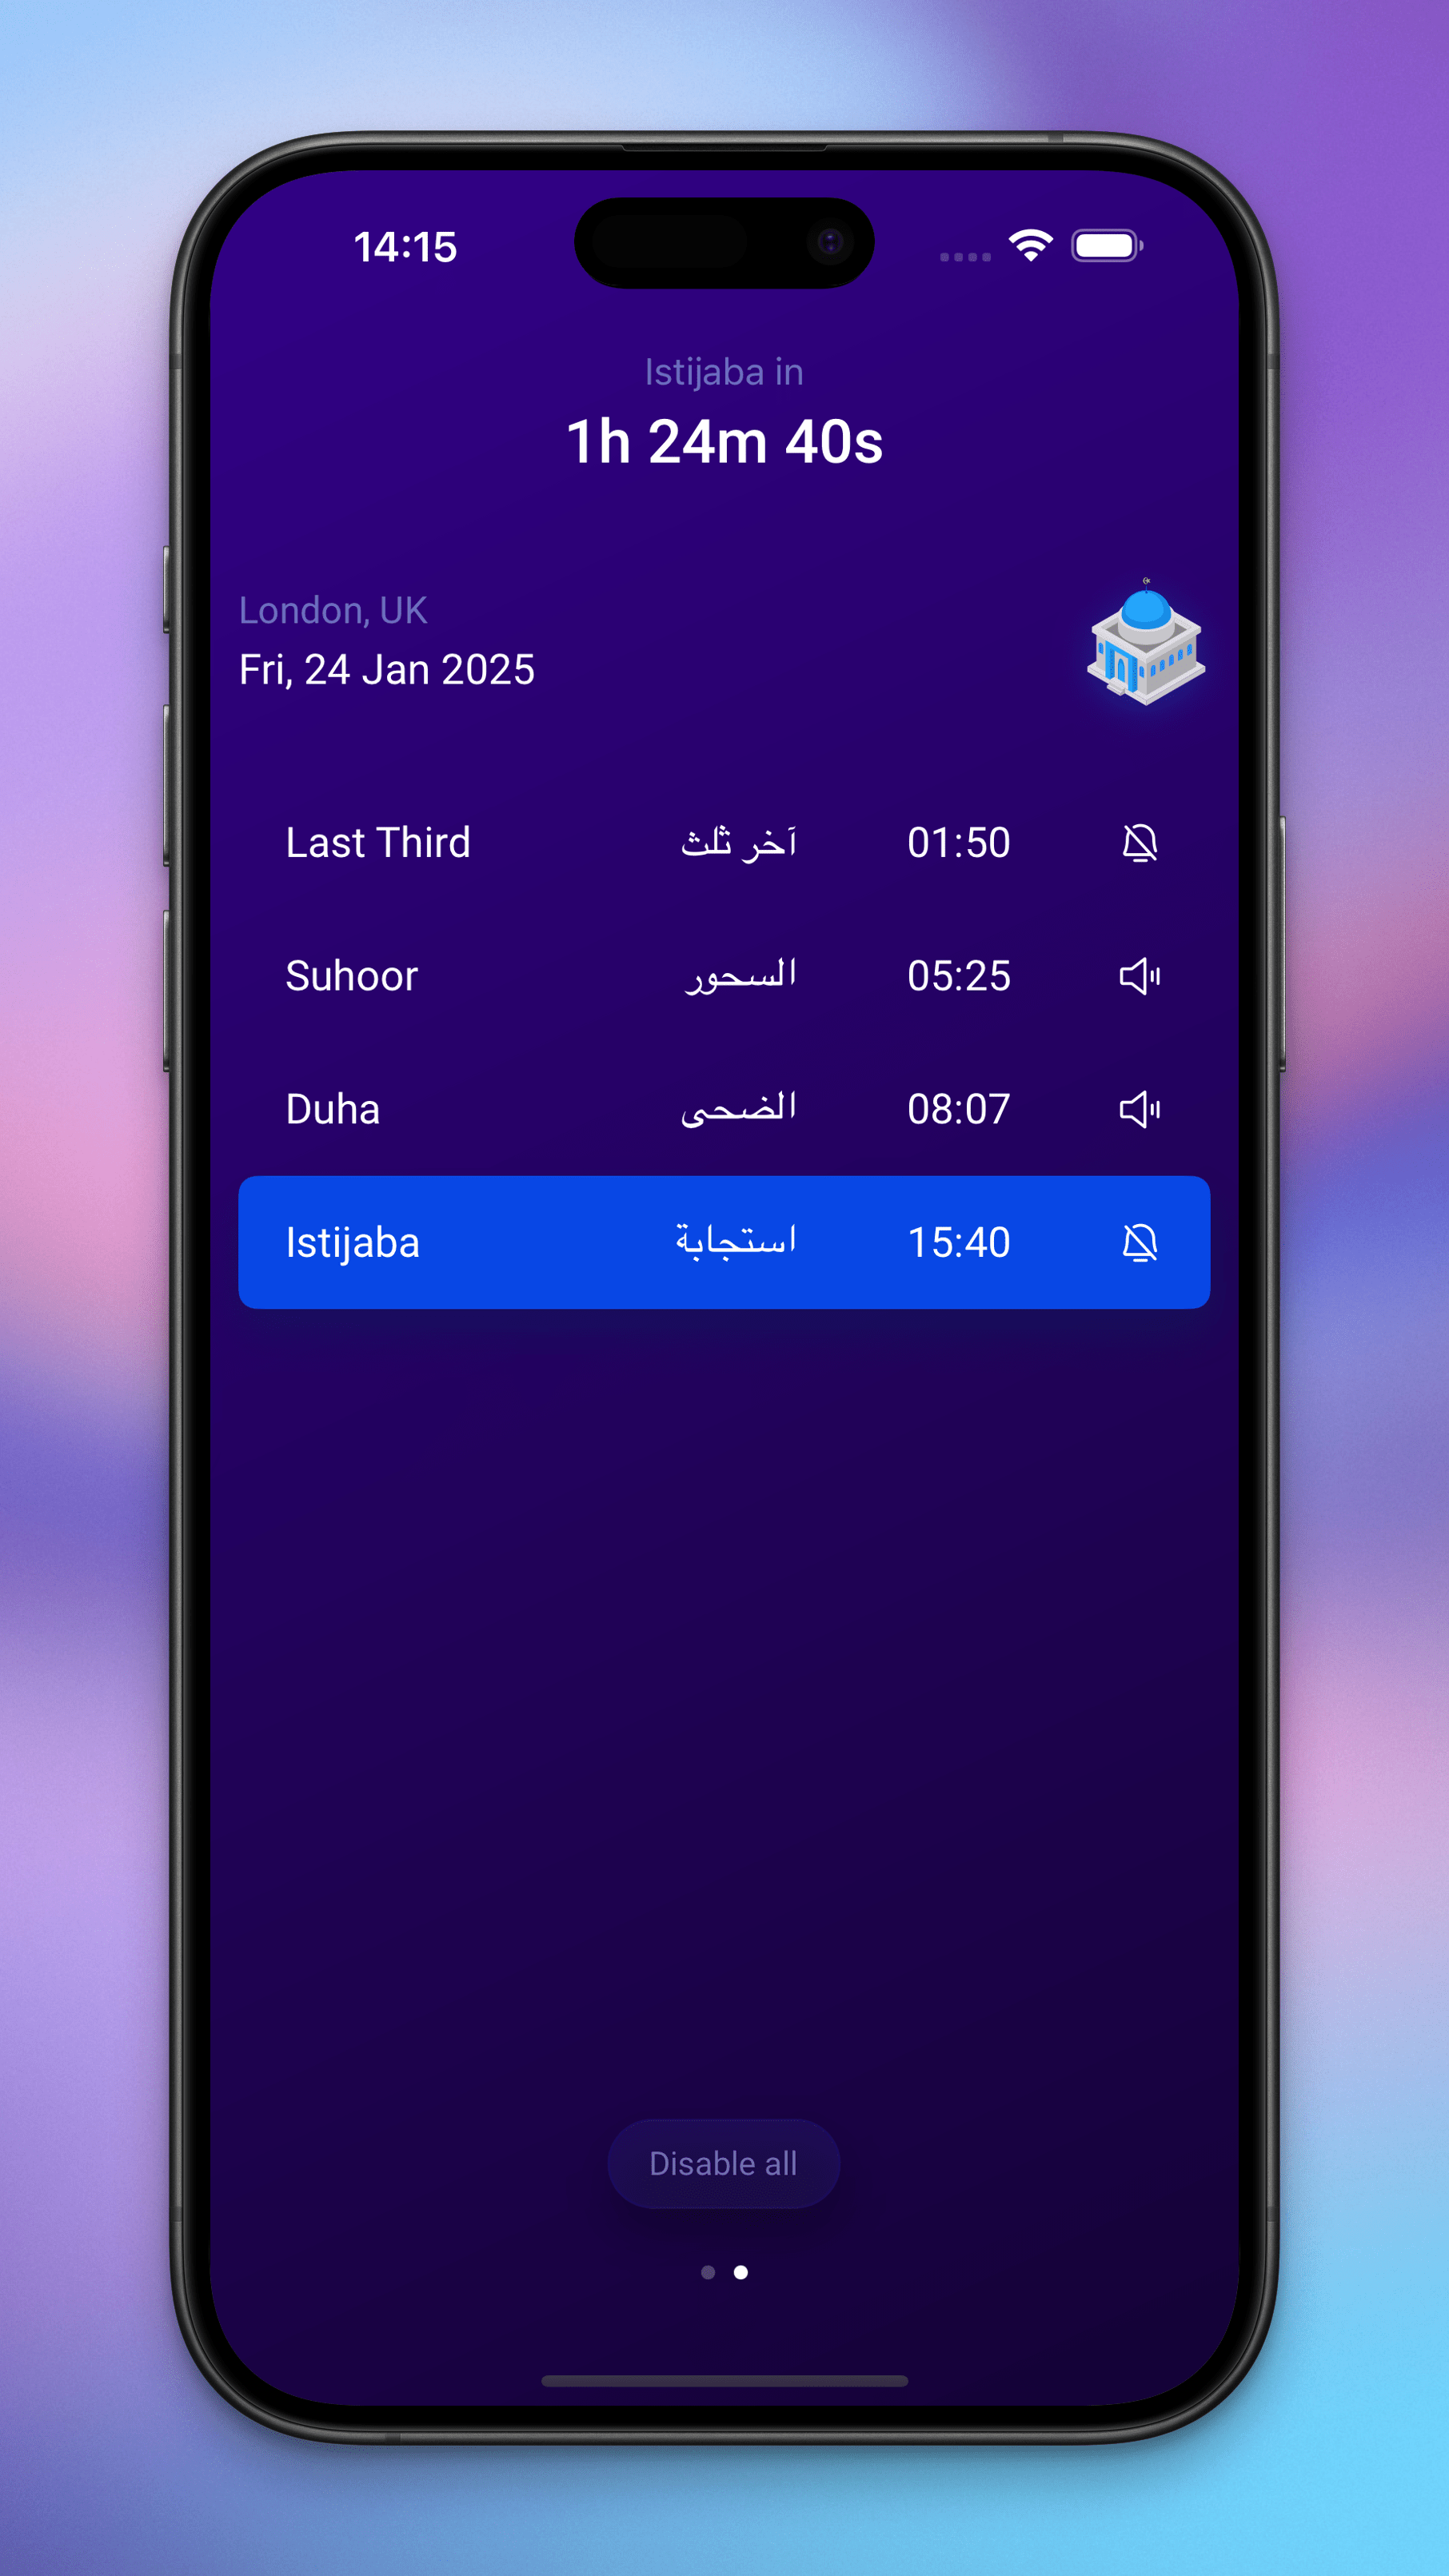 14:15
Istijaba in
1h 24m 40s
London, UK
Fri, 24 Jan 2025
Last Third آخر ثلث 01:50
Suhoor السحور 05:25
Duha الضحى 08:07
Istijaba استجابة 15:40
Disable all